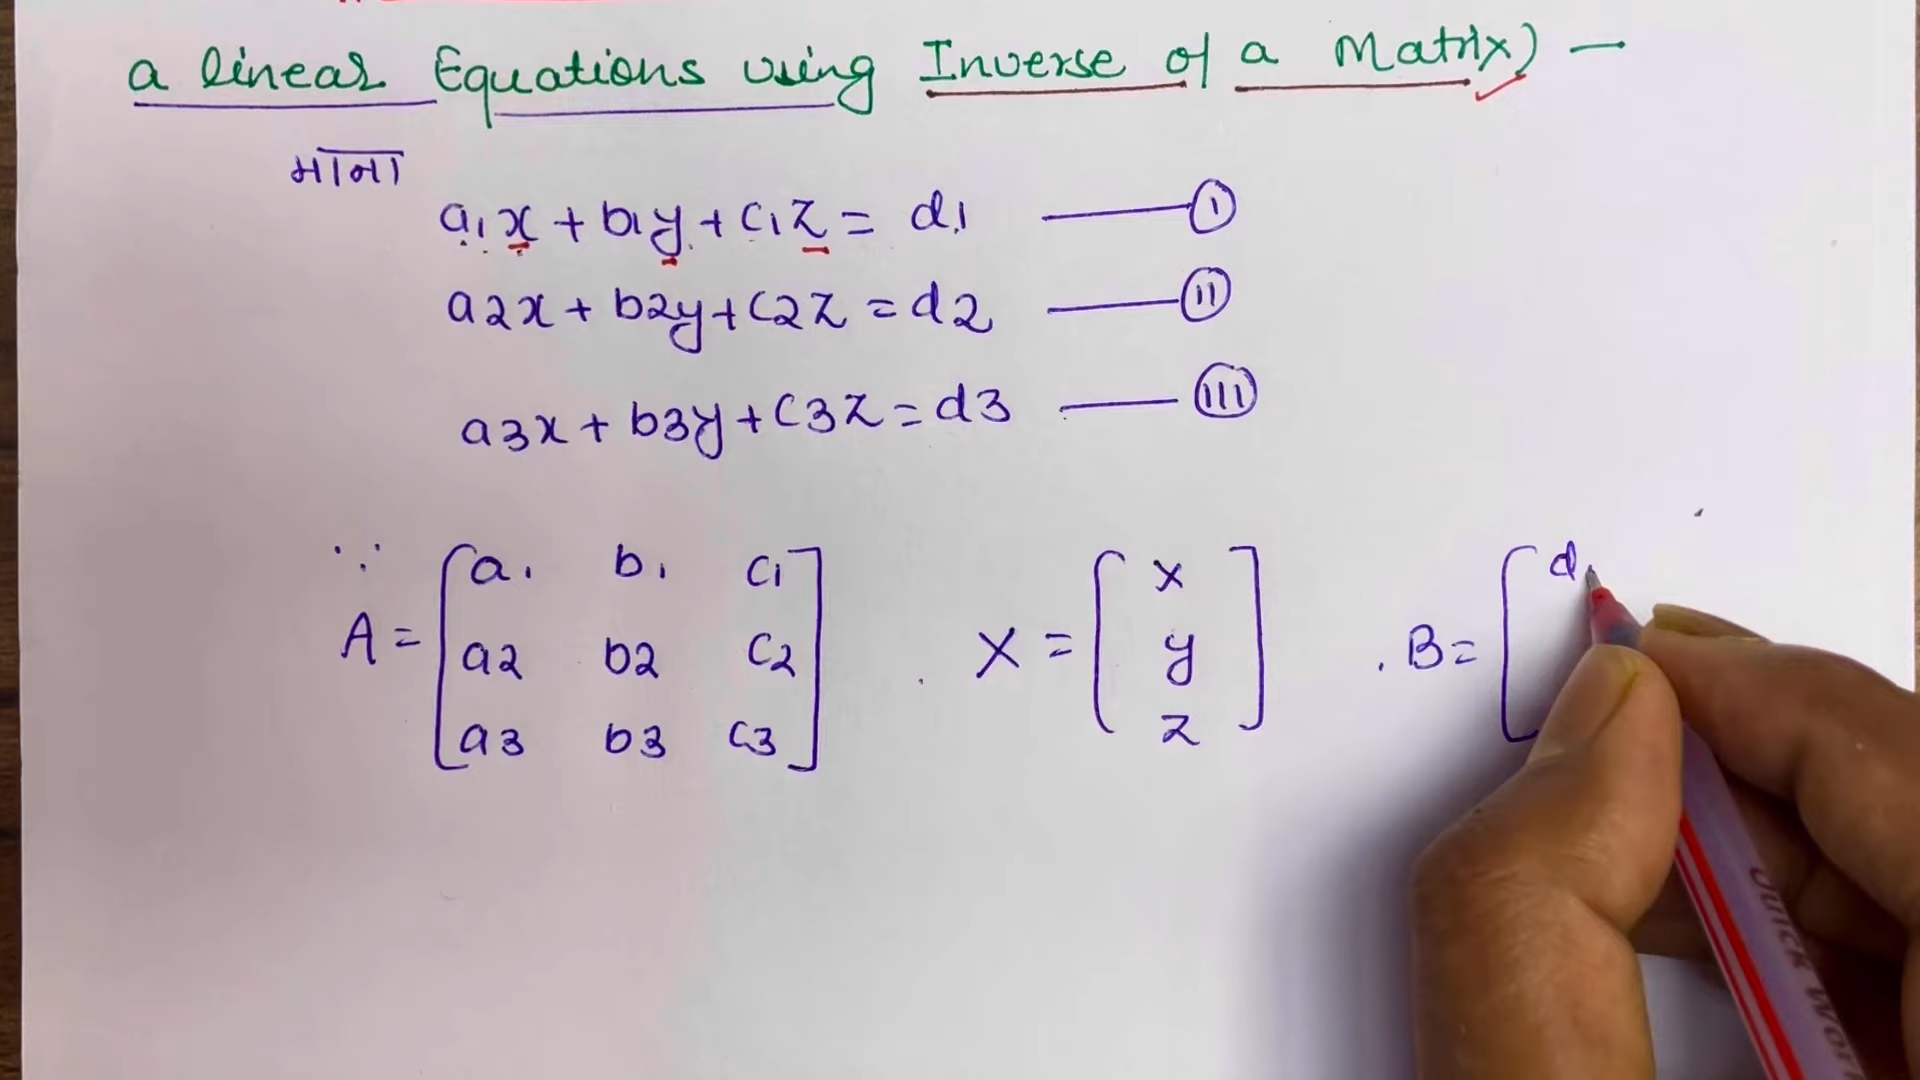 a linear Equations using Inverse of a Matrix) —
माना
a1x + b1y + c1z = d1 — (I)
a2x + b2y + c2z = d2 — (II)
a3x + b3y + c3z = d3 — (III)
∵
A = [a1 b1 c1
a2 b2 c2
a3 b3 c3]
X = [x
y
z]
B = [d1